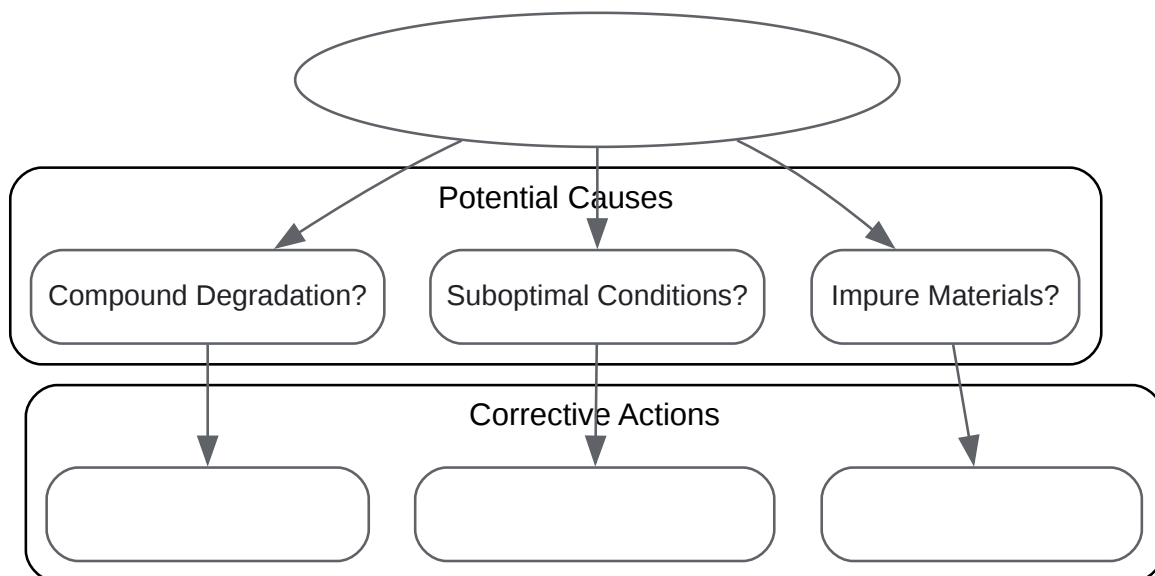 Potential Causes
Compound Degradation?
Suboptimal Conditions?
Impure Materials?
Corrective Actions